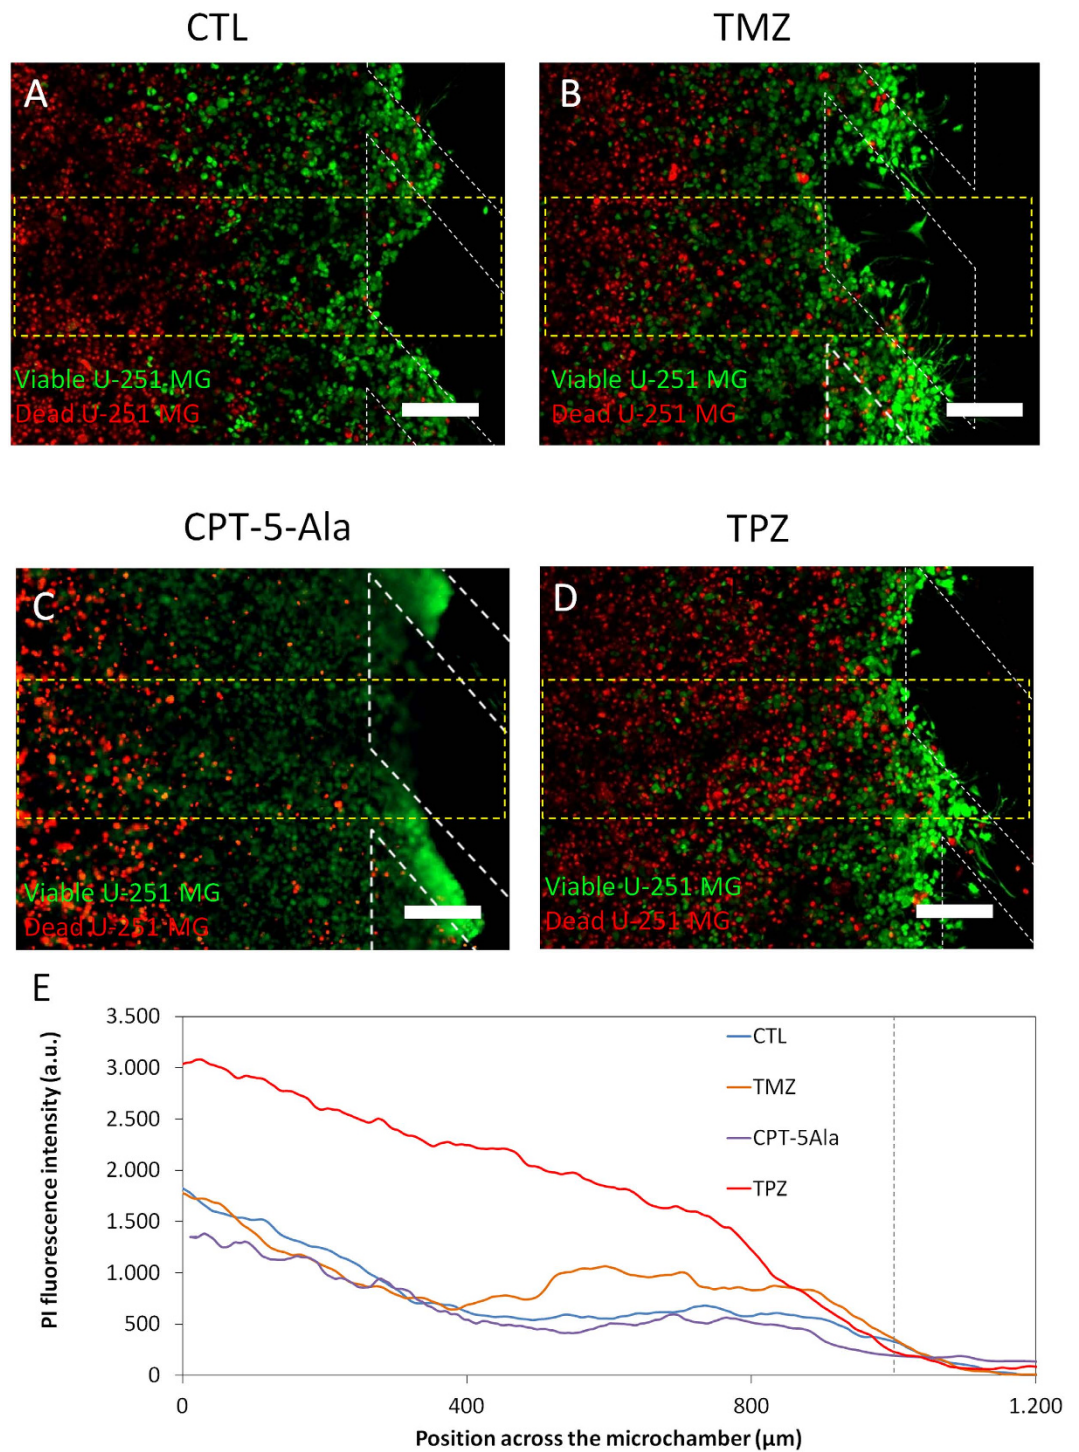 CTL
TMZ
A
B
Viable U-251 MG
Dead U-251 MG
Viable U-251 MG
Dead U-251 MG
CPT-5-Ala
TPZ
C
D
Viable U-251 MG
Dead U-251 MG
Viable U-251 MG
Dead U-251 MG
E
PI fluorescence intensity (a.u.)
3.500
3.000
2.500
2.000
1.500
1.000
500
0
CTL
TMZ
CPT-5Ala
TPZ
0
400
800
1.200
Position across the microchamber (µm)